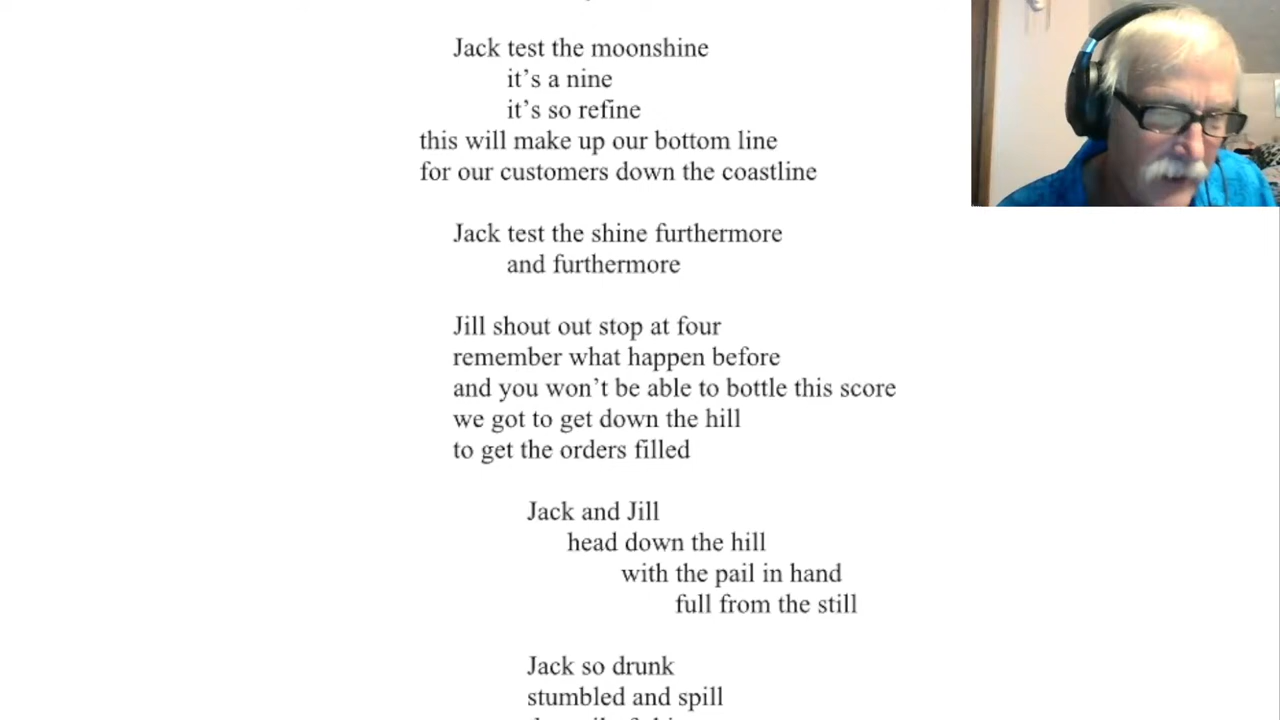 Jack test the moonshine
it’s a nine
it’s so refine
this will make up our bottom line
for our customers down the coastline
Jack test the shine furthermore
and furthermore
Jill shout out stop at four
remember what happen before
and you won’t be able to bottle this score
we got to get down the hill
to get the orders filled
Jack and Jill
head down the hill
with the pail in hand
full from the still
Jack so drunk
stumbled and spill